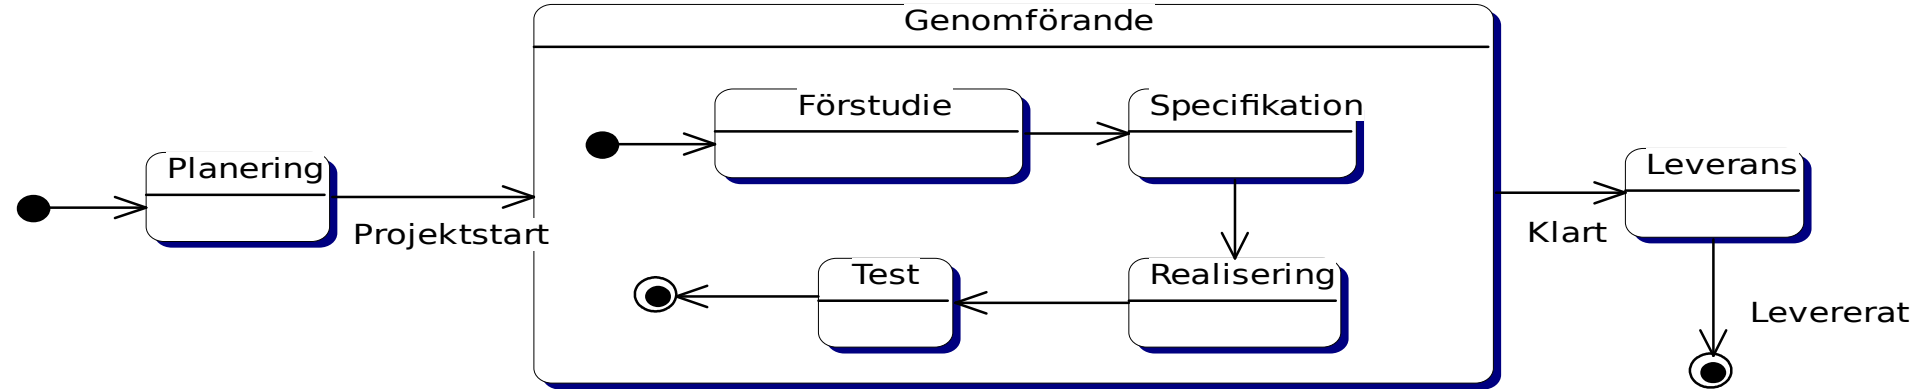 Genomförande
Förstudie
Specifikation
Planering
Leverans
Projektstart
Klart
Test
Realisering
Levererat